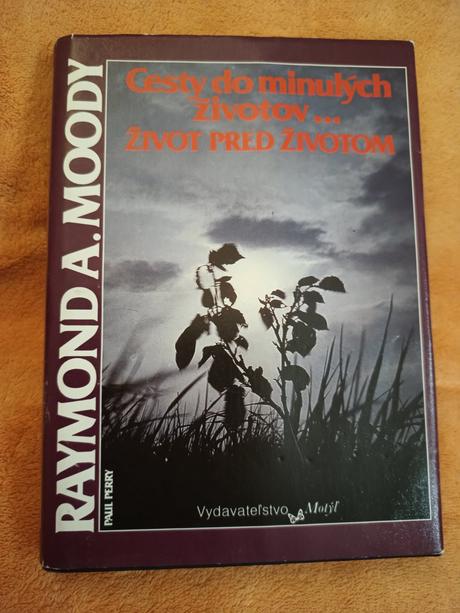 RAYMOND A. MOODY
PAUL PERRY
Cesty do minulých
životov...
ŽIVOT PRED ŽIVOTOM
Vydavateľstvo Motýľ